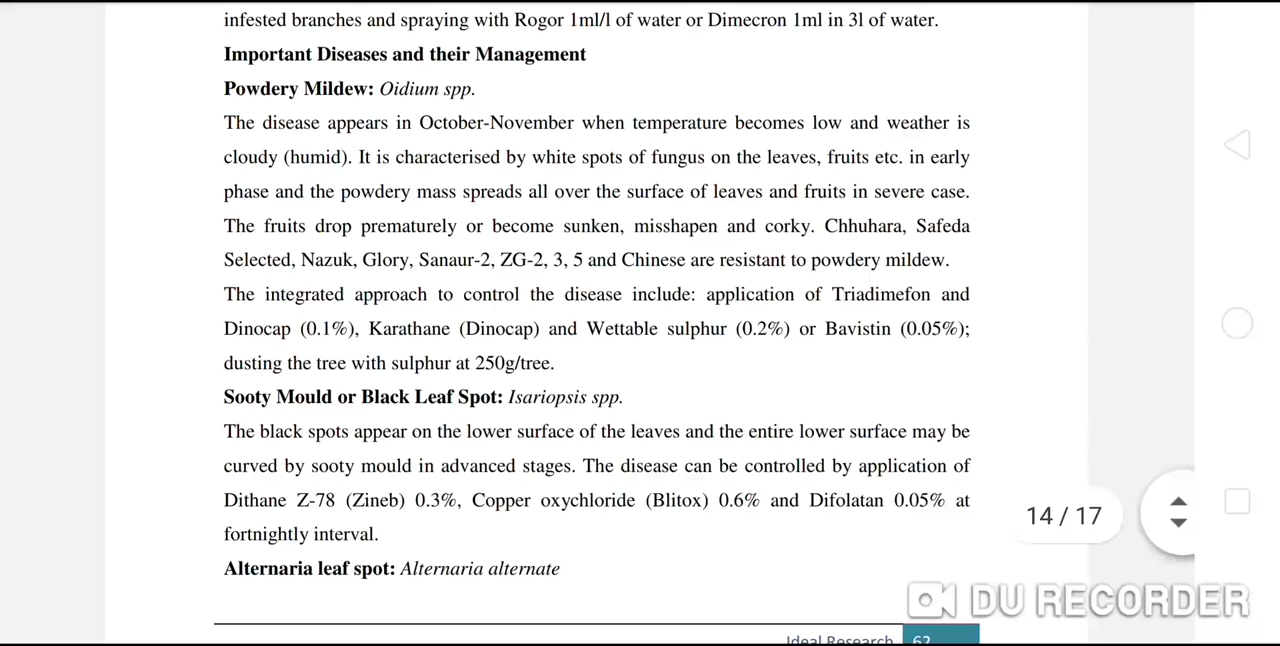 infested branches and spraying with Rogor 1ml/l of water or Dimecron 1ml in 3l of water.
Important Diseases and their Management
Powdery Mildew: Oidium spp.
The disease appears in October-November when temperature becomes low and weather is
cloudy (humid). It is characterised by white spots of fungus on the leaves, fruits etc. in early
phase and the powdery mass spreads all over the surface of leaves and fruits in severe case.
The fruits drop prematurely or become sunken, misshapen and corky. Chhuhara, Safeda
Selected, Nazuk, Glory, Sanaur-2, ZG-2, 3, 5 and Chinese are resistant to powdery mildew.
The integrated approach to control the disease include: application of Triadimefon and
Dinocap (0.1%), Karathane (Dinocap) and Wettable sulphur (0.2%) or Bavistin (0.05%);
dusting the tree with sulphur at 250g/tree.
Sooty Mould or Black Leaf Spot: Isariopsis spp.
The black spots appear on the lower surface of the leaves and the entire lower surface may be
curved by sooty mould in advanced stages. The disease can be controlled by application of
Dithane Z-78 (Zineb) 0.3%, Copper oxychloride (Blitox) 0.6% and Difolatan 0.05% at
fortnightly interval.
14 / 17
Alternaria leaf spot: Alternaria alternate
DU RECORDER
Ideal Research 62